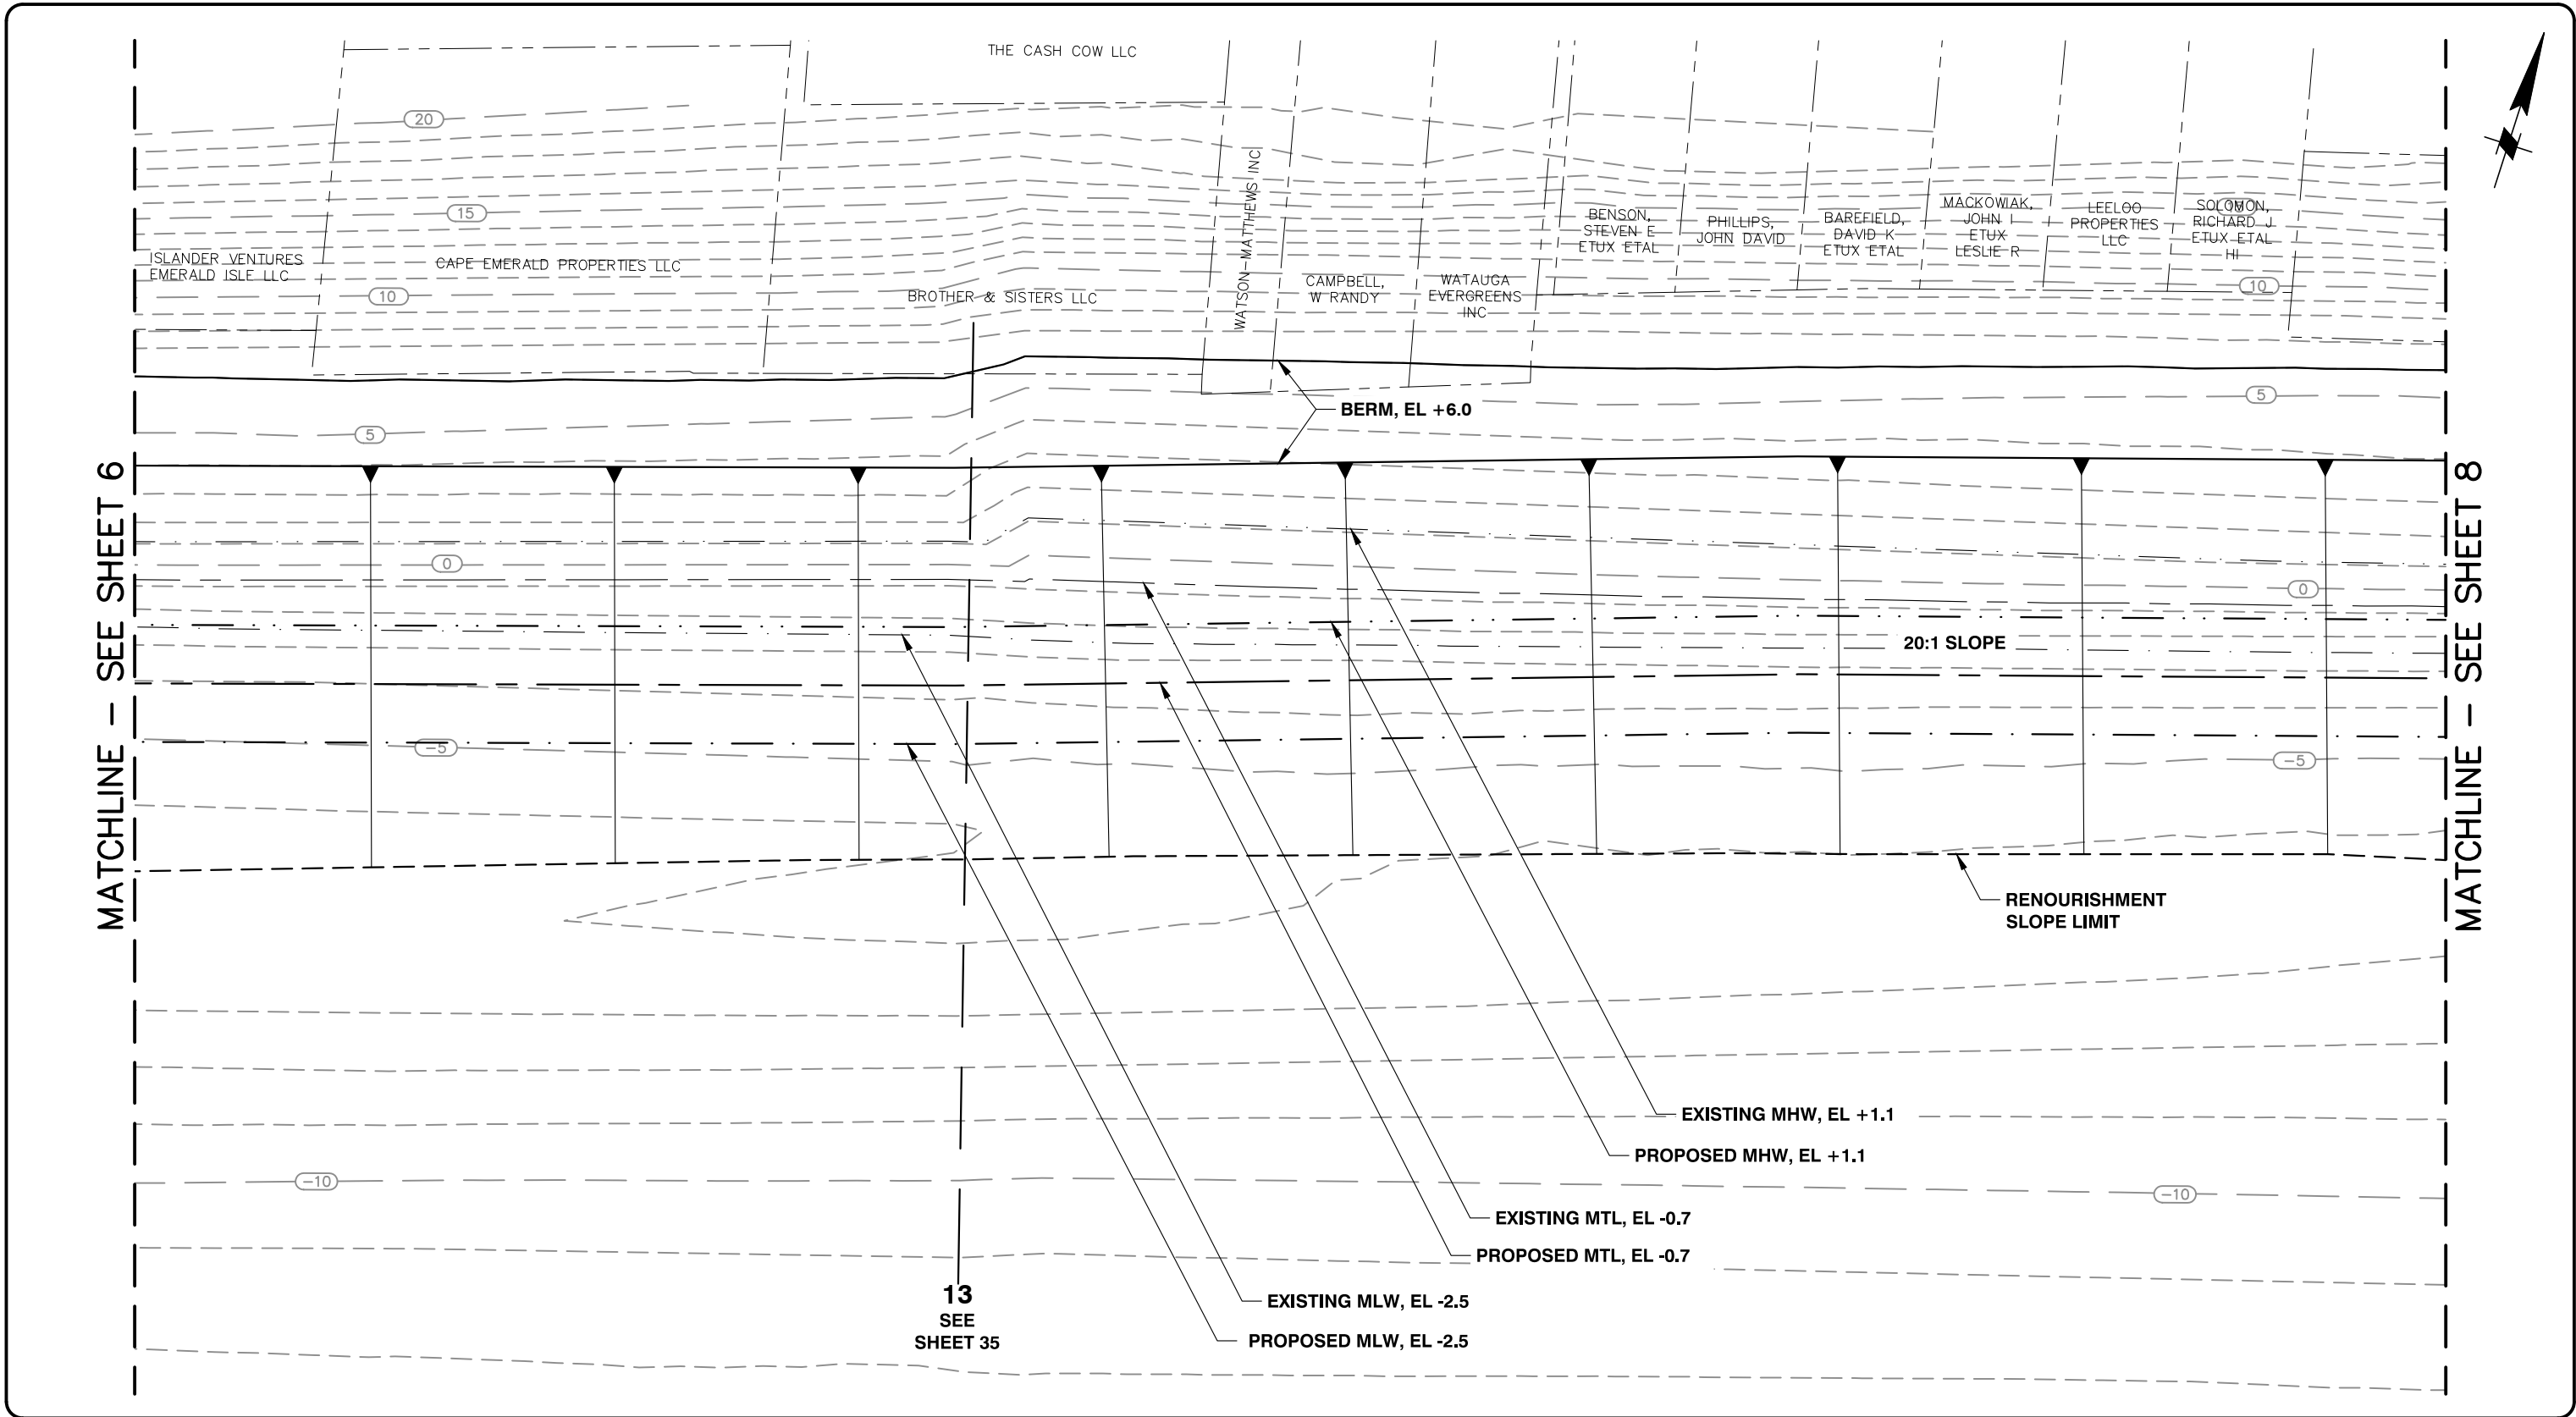 THE CASH COW LLC
20
15
10
ISLANDER VENTURES
EMERALD ISLE LLC
CAPE EMERALD PROPERTIES LLC
BROTHER & SISTERS LLC
WATSON-MATTHEWS INC
CAMPBELL,
W RANDY
WATAUGA
EVERGREENS
INC
BENSON,
STEVEN E
ETUX ETAL
PHILLIPS,
JOHN DAVID
BAREFIELD,
DAVID K
ETUX ETAL
MACKOWIAK,
JOHN I
ETUX
LESLIE R
LEELOO
PROPERTIES
LLC
SOLOMON,
RICHARD J
ETUX ETAL
HI
10
BERM, EL +6.0
5
5
MATCHLINE - SEE SHEET 6
MATCHLINE - SEE SHEET 8
0
0
20:1 SLOPE
-5
-5
RENOURISHMENT
SLOPE LIMIT
EXISTING MHW, EL +1.1
PROPOSED MHW, EL +1.1
-10
-10
EXISTING MTL, EL -0.7
PROPOSED MTL, EL -0.7
EXISTING MLW, EL -2.5
PROPOSED MLW, EL -2.5
13
SEE
SHEET 35